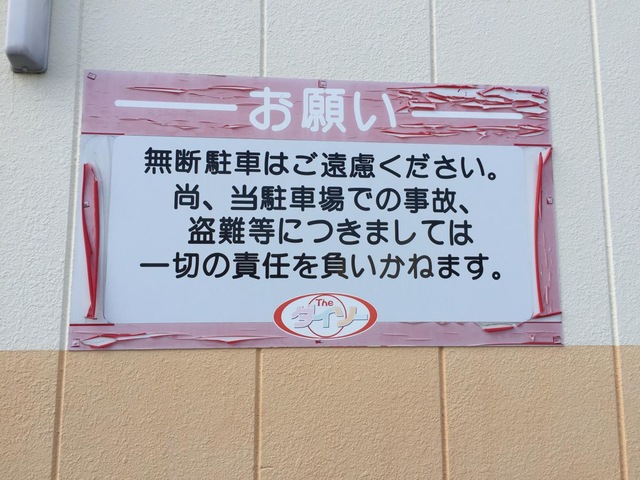 お願い
無断駐車はご遠慮ください。
尚、当駐車場での事故、
盗難等につきましては
一切の責任を負いかねます。
The
ダイソー